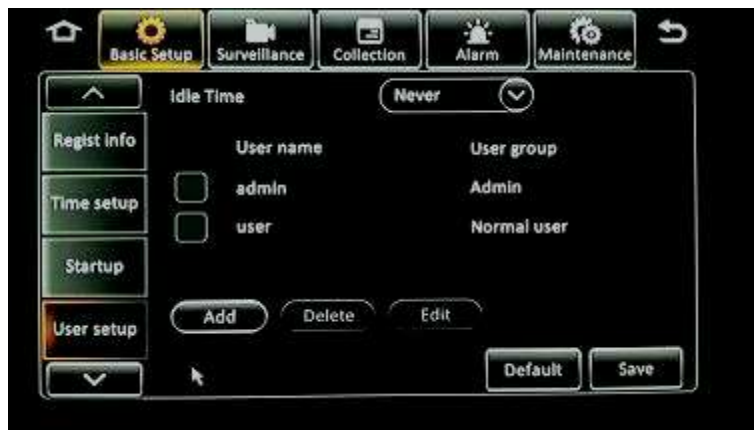 Basic Setup Surveillance Collection Alarm Maintenance
Idle Time Never
Regist info
User name User group
admin Admin
Time setup
user Normal user
Startup
Add Delete Edit
User setup
Default Save